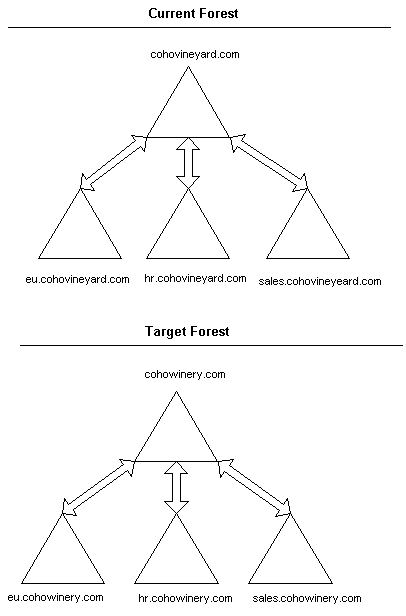 Current Forest
cohovineyard.com
eu.cohovineyard.com
hr.cohovineyard.com
sales.cohovineyeard.com
Target Forest
cohowinery.com
eu.cohowinery.com
hr.cohowinery.com
sales.cohowinery.com